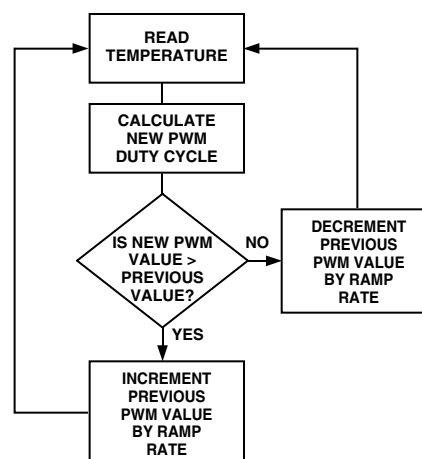 READ
TEMPERATURE
CALCULATE
NEW PWM
DUTY CYCLE
IS NEW PWM
VALUE >
PREVIOUS
VALUE?
NO
DECREMENT
PREVIOUS
PWM VALUE
BY RAMP
RATE
YES
INCREMENT
PREVIOUS
PWM VALUE
BY RAMP
RATE